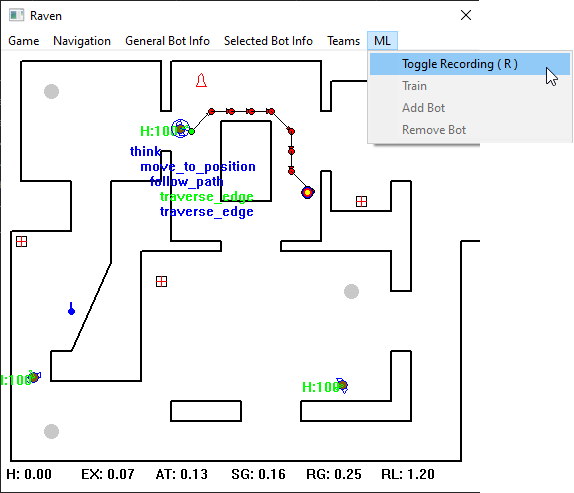 Raven
Game Navigation General Bot Info Selected Bot Info Teams ML
Toggle Recording ( R )
Train
Add Bot
Remove Bot
H:100
think
move_to_position
follow_path
traverse_edge
traverse_edge
H:100
H:100
H: 0.00 EX: 0.07 AT: 0.13 SG: 0.16 RG: 0.25 RL: 1.20